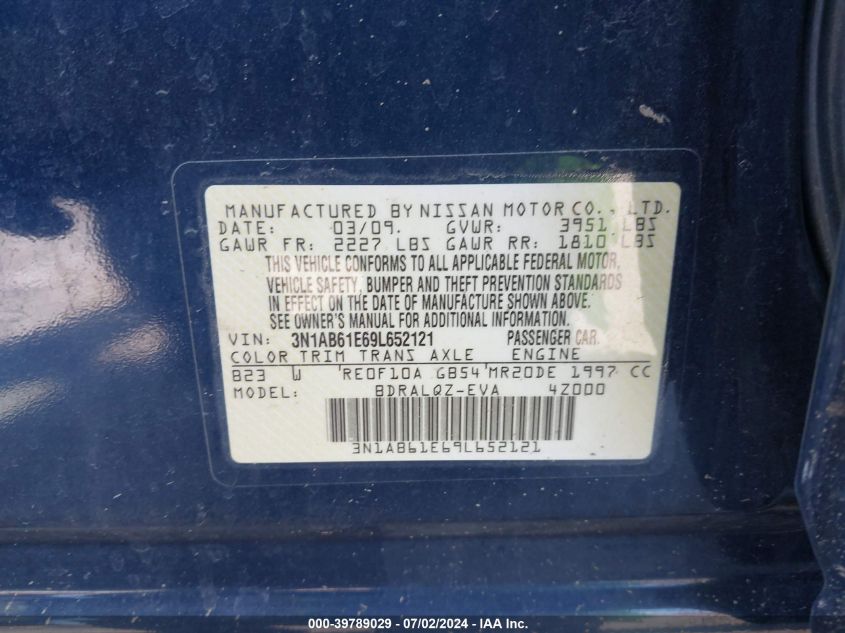 MANUFACTURED BY NISSAN MOTOR CO., LTD.
DATE: 03/09. GVWR: 3951 LBS
GAWR FR: 2227 LBS GAWR RR: 1810 LBS
THIS VEHICLE CONFORMS TO ALL APPLICABLE FEDERAL MOTOR
VEHICLE SAFETY, BUMPER AND THEFT PREVENTION STANDARDS
IN EFFECT ON THE DATE OF MANUFACTURE SHOWN ABOVE.
SEE OWNER'S MANUAL FOR ADDITIONAL INFORMATION.
VIN: 3N1AB61E69L652121 PASSENGER CAR.
COLOR TRIM TRANS AXLE ENGINE
B23 W RE0F10A GB54 MR20DE 1997 CC
MODEL: BDRALQZ-EVA 4Z000
3N1AB61E69L652121
000-39789029 - 07/02/2024 - IAA Inc.